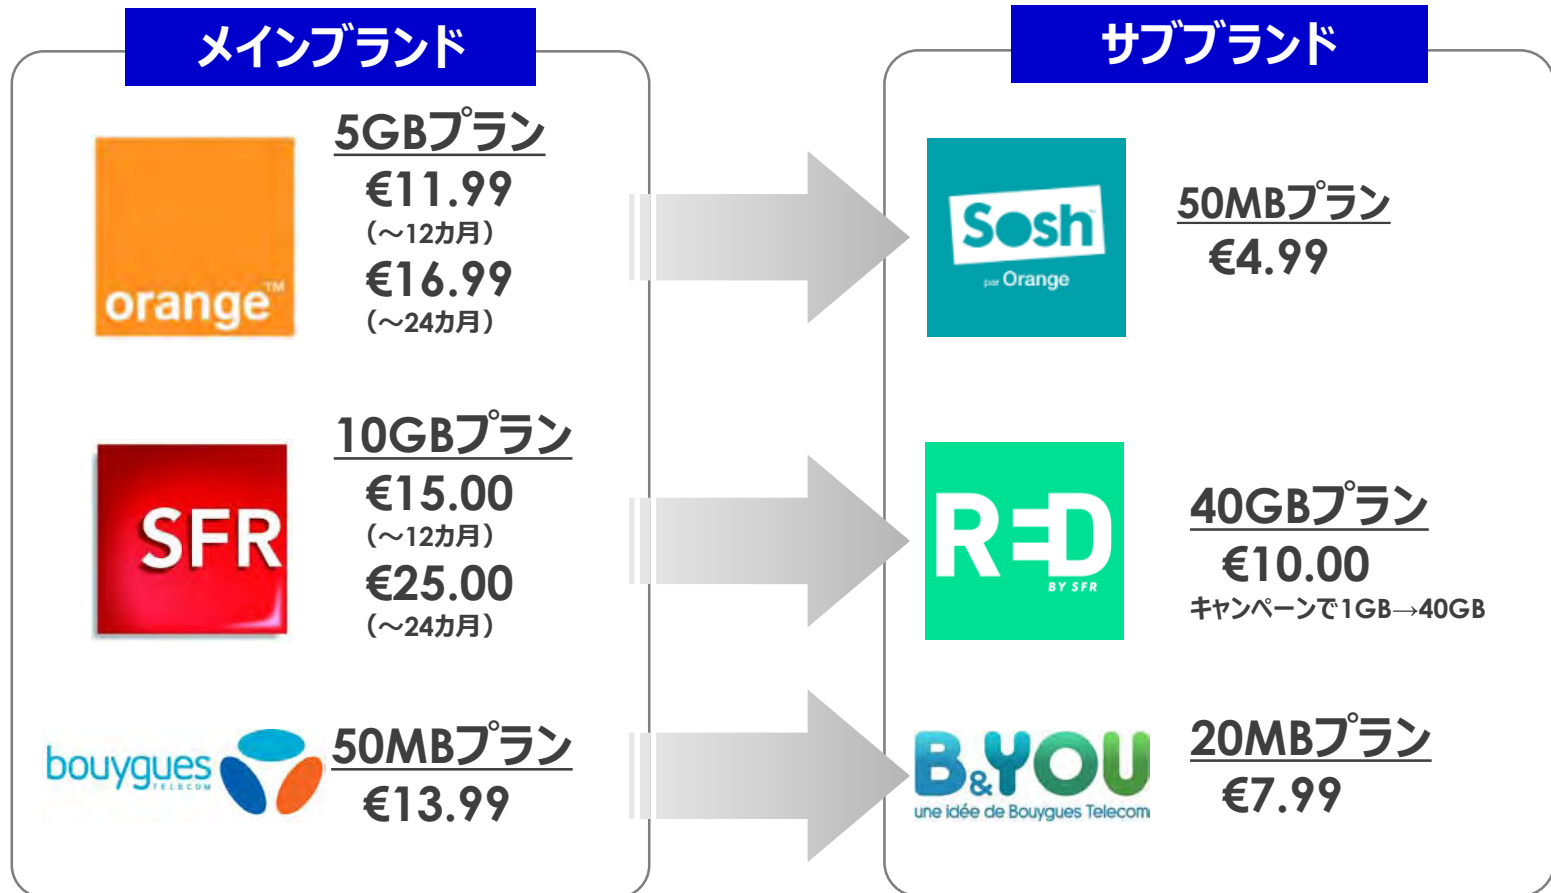 メインブランド
orange™
5GBプラン
€11.99
（～12カ月）
€16.99
（～24カ月）
SFR
10GBプラン
€15.00
（～12カ月）
€25.00
（～24カ月）
bouygues
TELECOM
50MBプラン
€13.99
サブブランド
Sosh™
par Orange
50MBプラン
€4.99
RED
BY SFR
40GBプラン
€10.00
キャンペーンで1GB→40GB
B&YOU
une idée de Bouygues Telecom
20MBプラン
€7.99